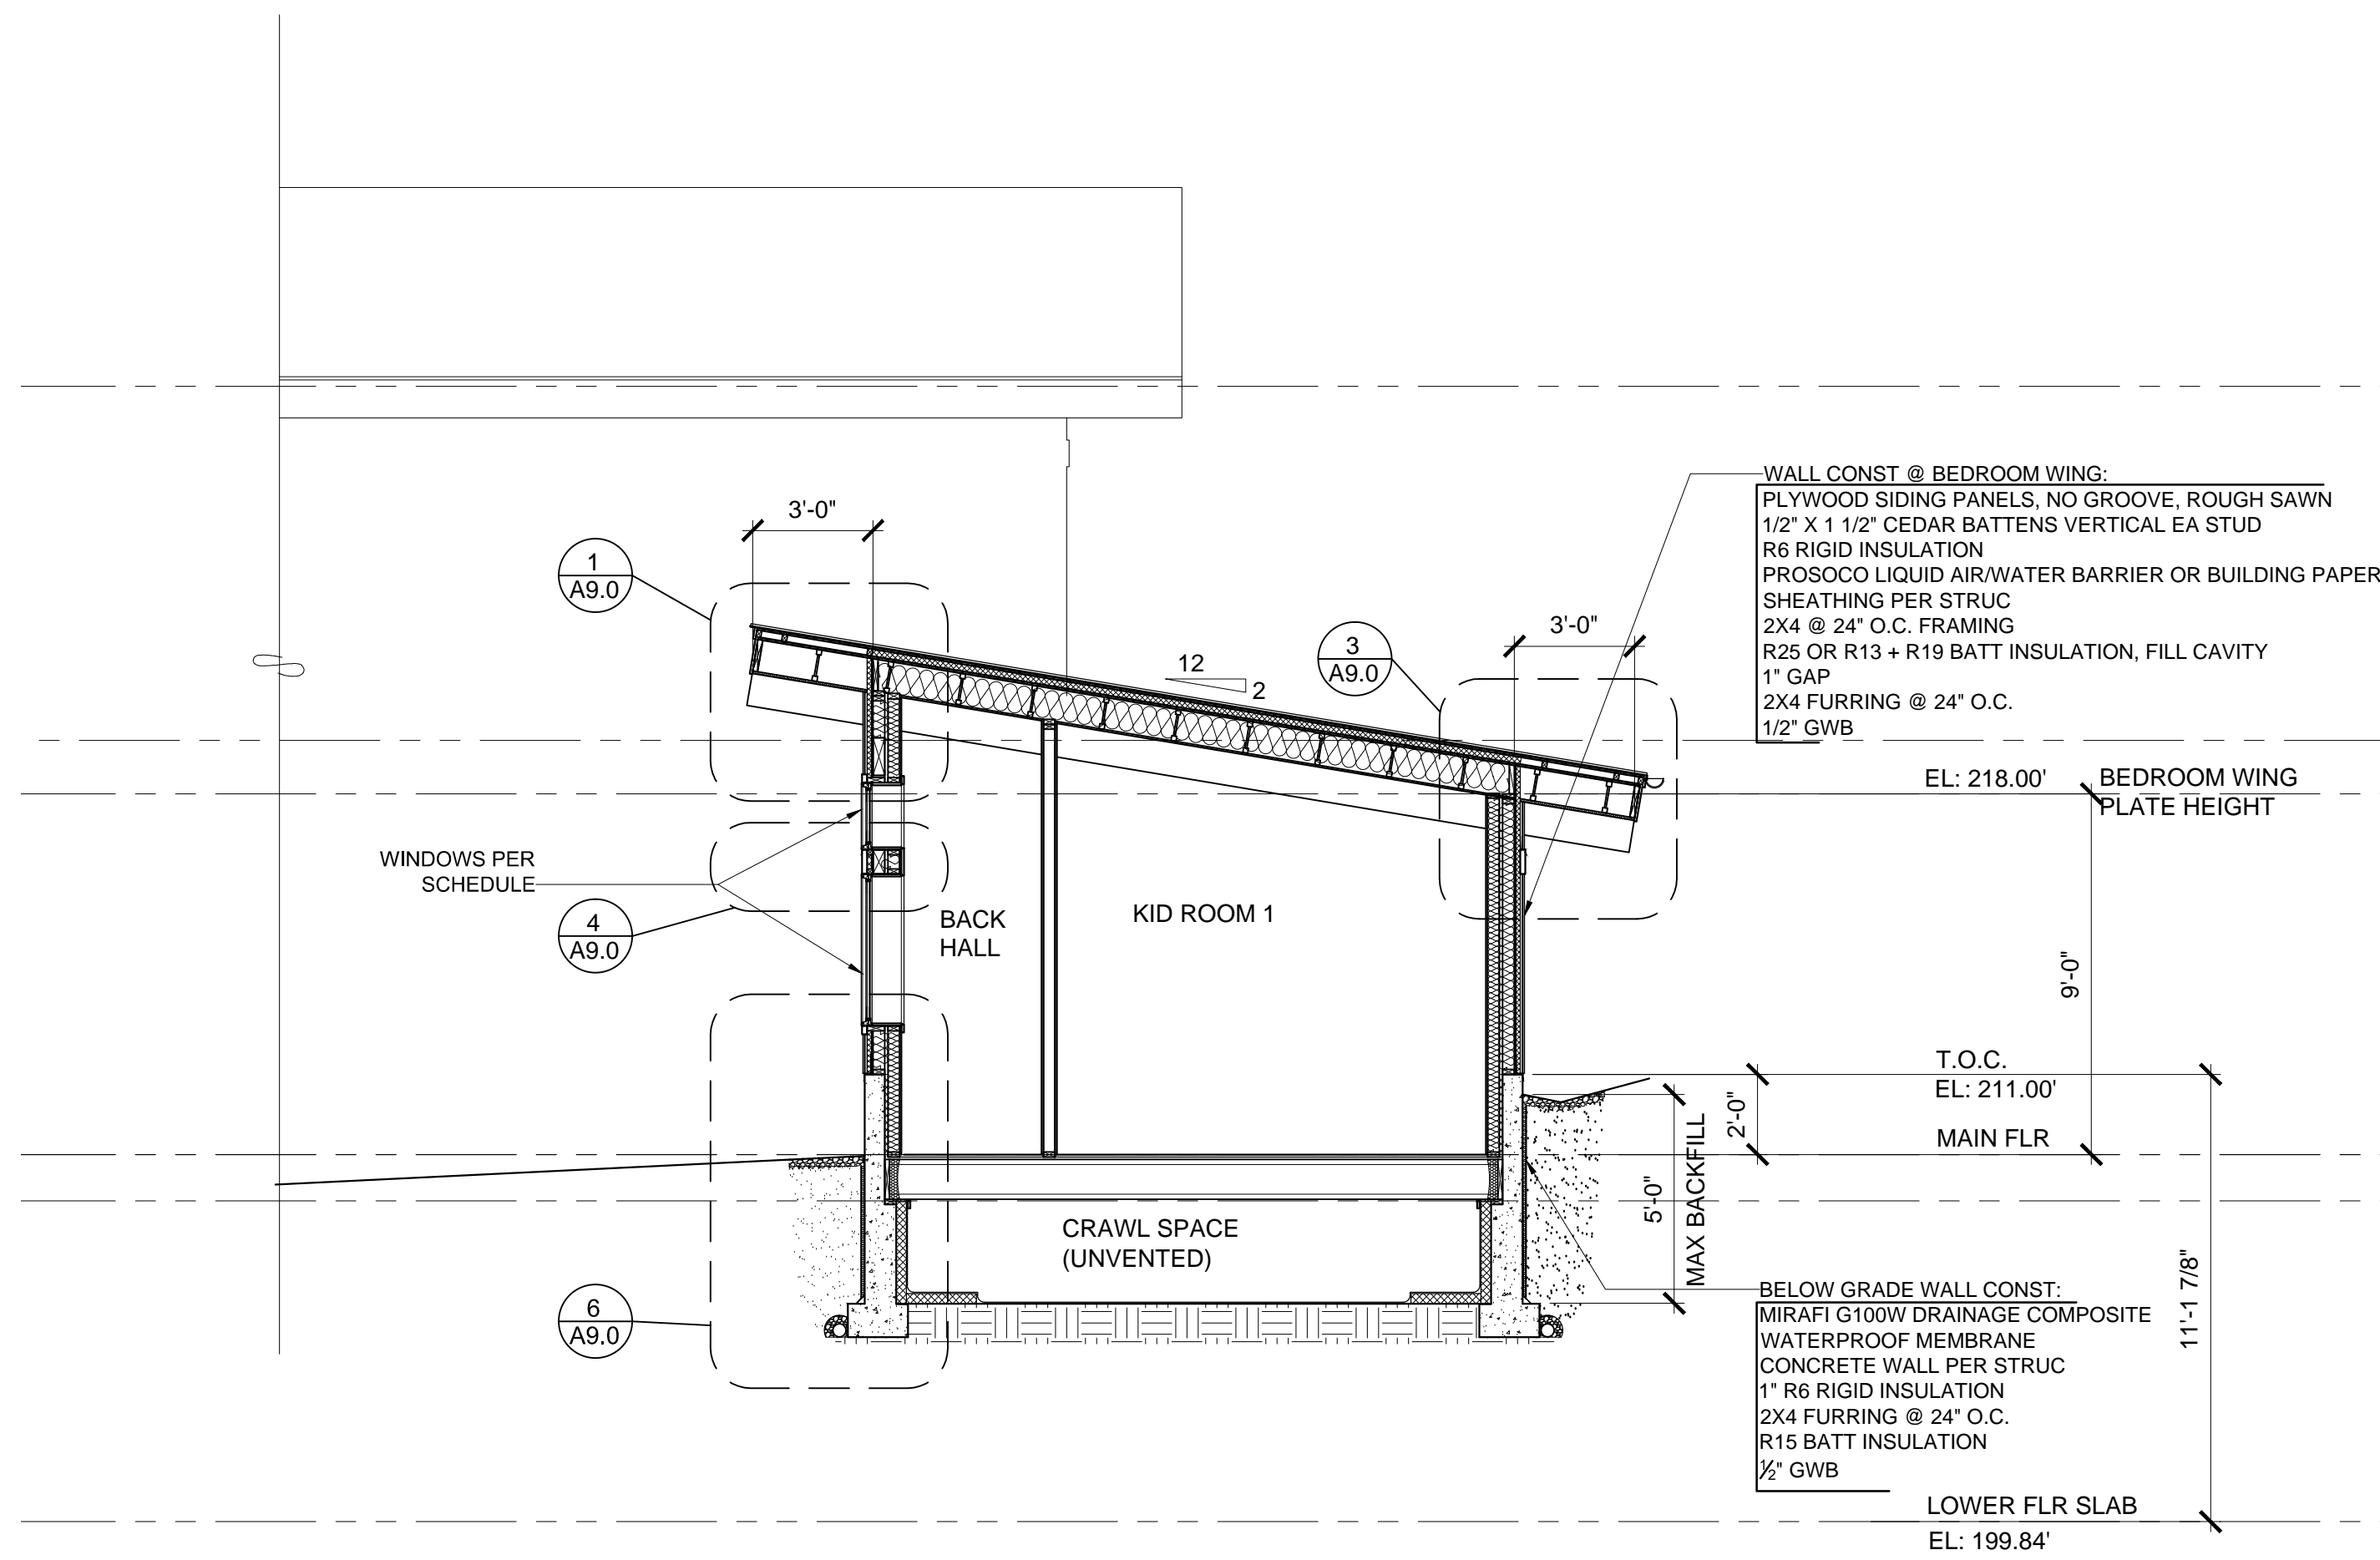 WALL CONST @ BEDROOM WING:
PLYWOOD SIDING PANELS, NO GROOVE, ROUGH SAWN
1/2" X 1 1/2" CEDAR BATTENS VERTICAL EA STUD
R6 RIGID INSULATION
PROSOCO LIQUID AIR/WATER BARRIER OR BUILDING PAPER
SHEATHING PER STRUC
2X4 @ 24" O.C. FRAMING
R25 OR R13 + R19 BATT INSULATION, FILL CAVITY
1" GAP
2X4 FURRING @ 24" O.C.
1/2" GWB
3'-0"
1
A9.0
3'-0"
3
A9.0
12
2
EL: 218.00'
BEDROOM WING
PLATE HEIGHT
WINDOWS PER
SCHEDULE
4
A9.0
BACK
HALL
KID ROOM 1
9'-0"
T.O.C.
EL: 211.00'
2'-0"
MAIN FLR
5'-0"
MAX BACKFILL
CRAWL SPACE
(UNVENTED)
11'-1 7/8"
6
A9.0
BELOW GRADE WALL CONST:
MIRAFI G100W DRAINAGE COMPOSITE
WATERPROOF MEMBRANE
CONCRETE WALL PER STRUC
1" R6 RIGID INSULATION
2X4 FURRING @ 24" O.C.
R15 BATT INSULATION
½" GWB
LOWER FLR SLAB
EL: 199.84'